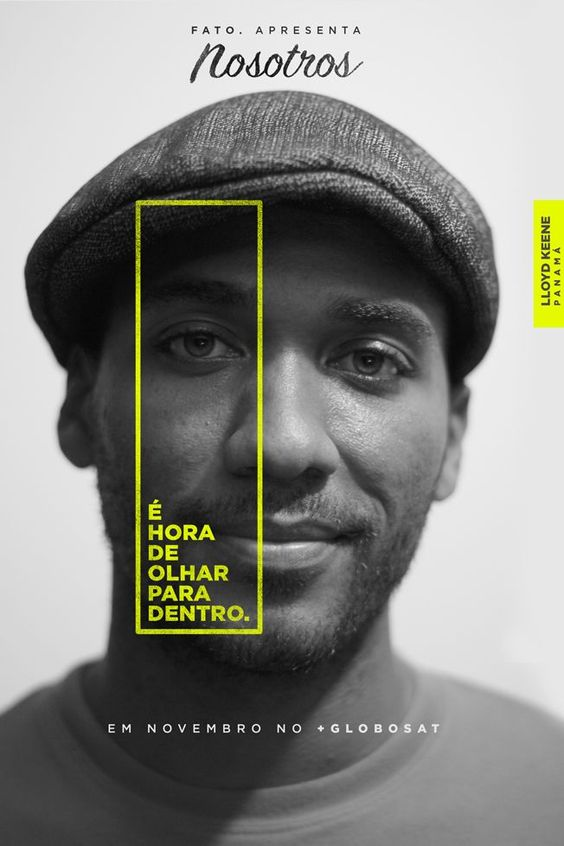 FATO. APRESENTA
Nosotros
LLOYD KEENE
PANAMÁ
É
HORA
DE
OLHAR
PARA
DENTRO.
EM NOVEMBRO NO +GLOBOSAT